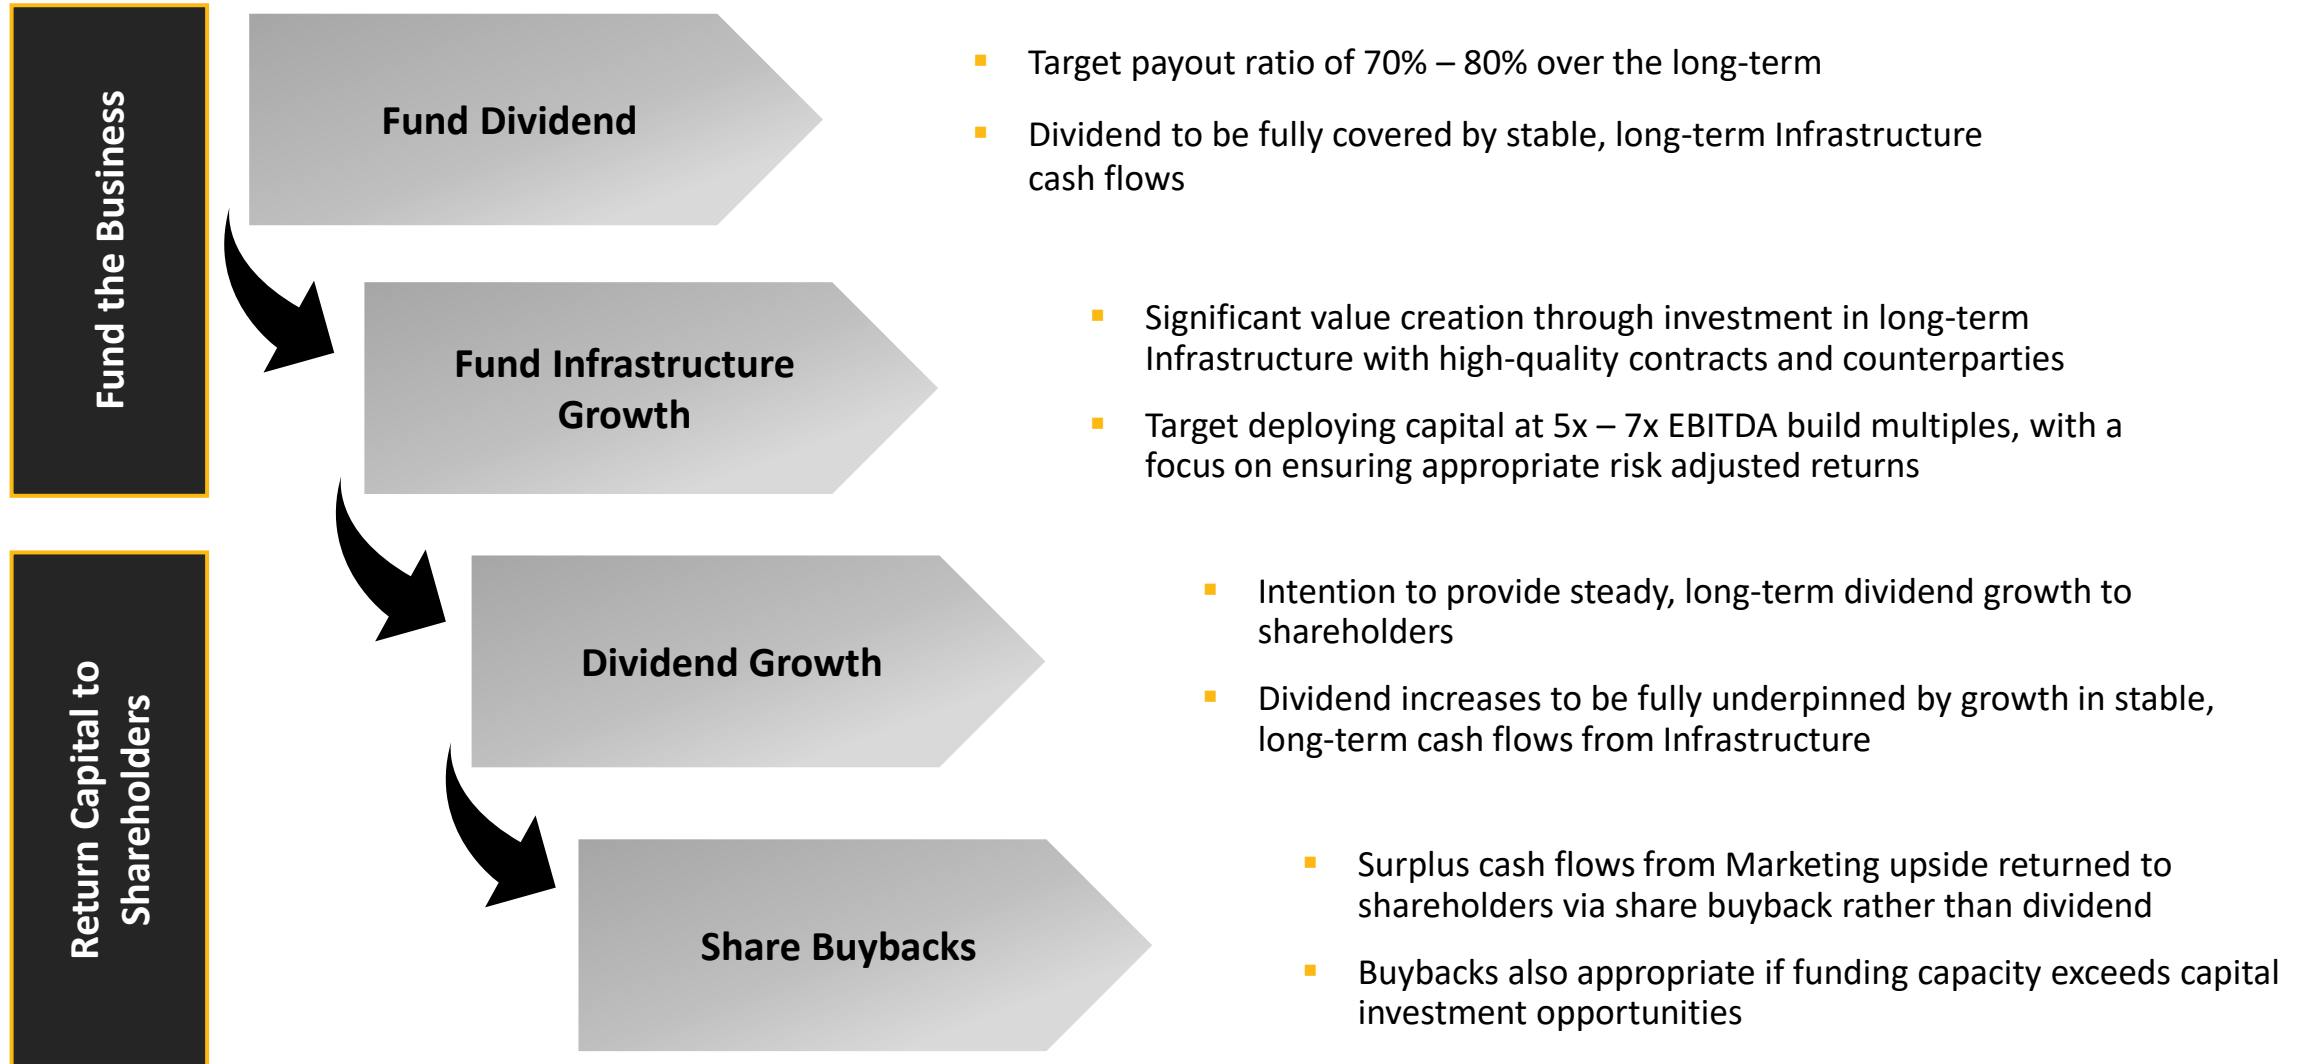 Fund the Business
Fund Dividend
Target payout ratio of 70% – 80% over the long-term
Dividend to be fully covered by stable, long-term Infrastructure
cash flows
Fund Infrastructure
Growth
Significant value creation through investment in long-term
Infrastructure with high-quality contracts and counterparties
Target deploying capital at 5x – 7x EBITDA build multiples, with a
focus on ensuring appropriate risk adjusted returns
Return Capital to
Shareholders
Dividend Growth
Intention to provide steady, long-term dividend growth to
shareholders
Dividend increases to be fully underpinned by growth in stable,
long-term cash flows from Infrastructure
Share Buybacks
Surplus cash flows from Marketing upside returned to
shareholders via share buyback rather than dividend
Buybacks also appropriate if funding capacity exceeds capital
investment opportunities